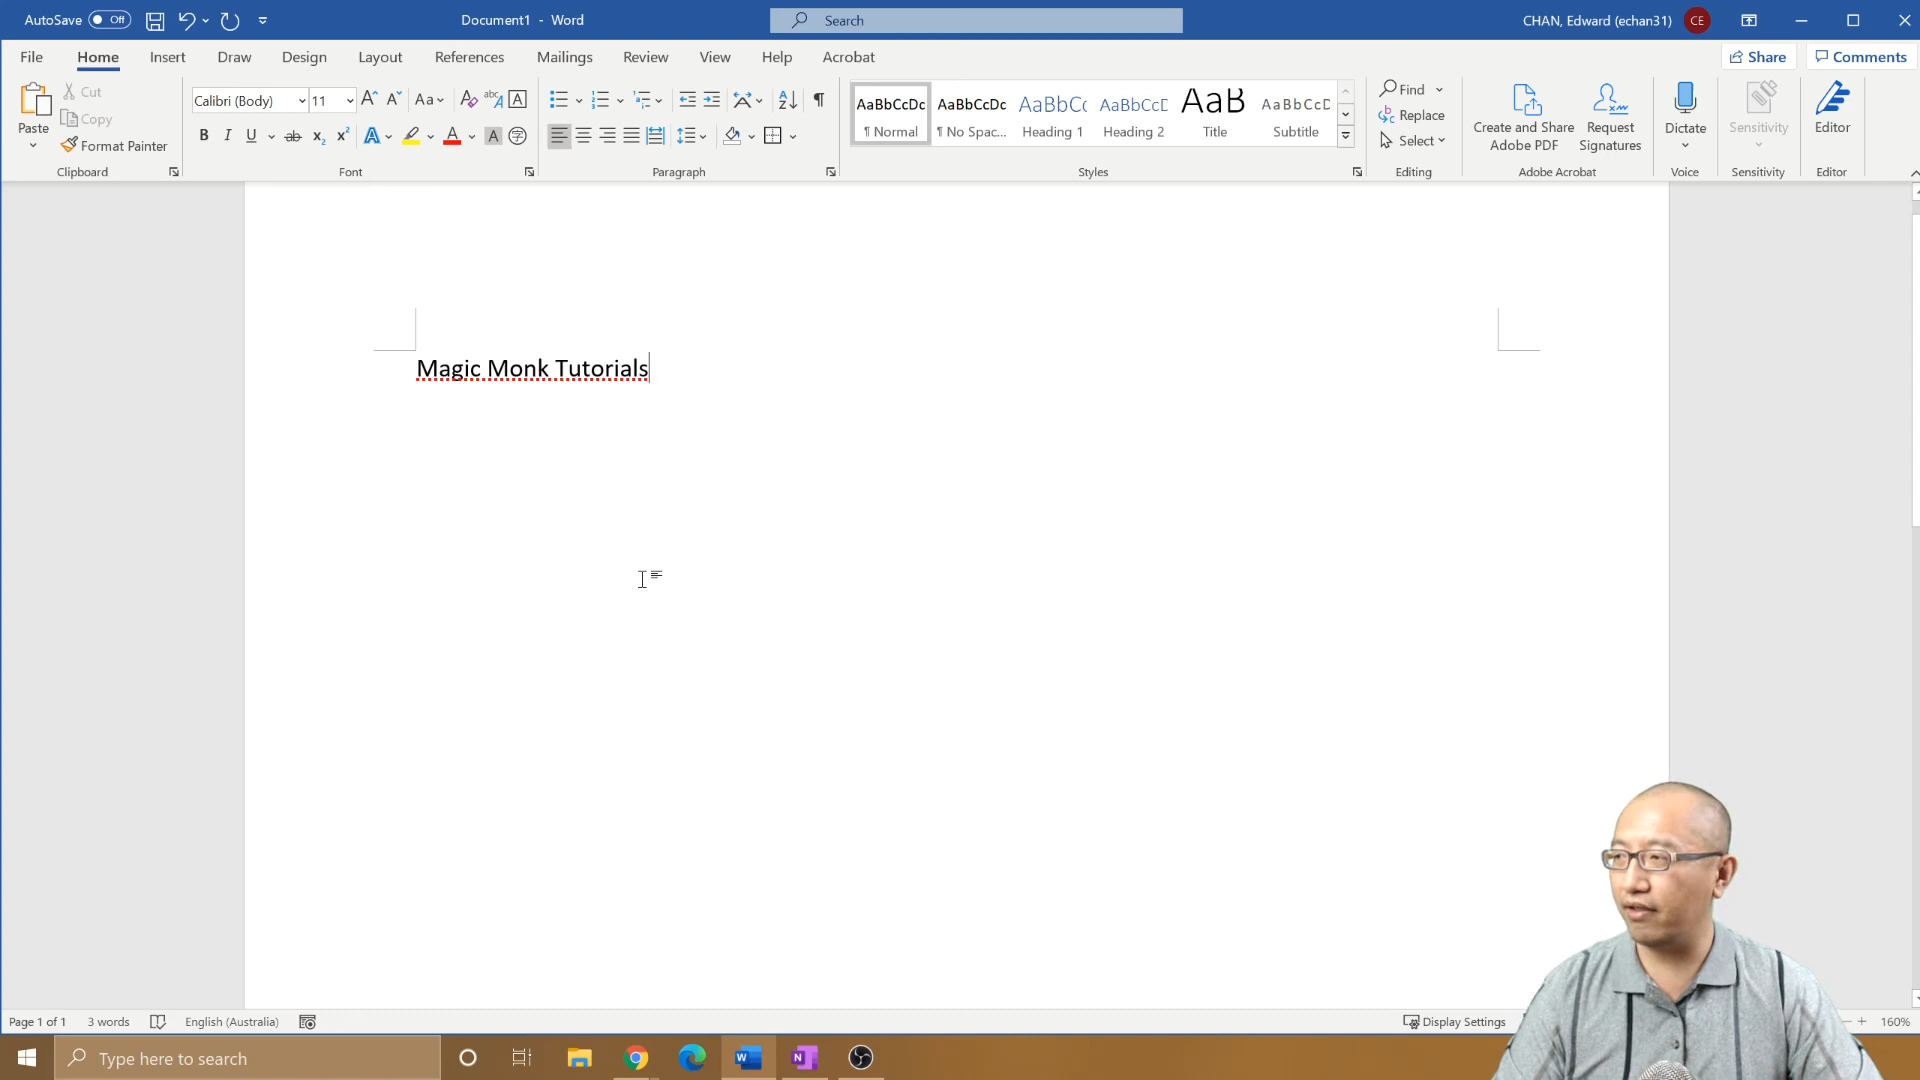 AutoSave Off Document1 - Word Search CHAN, Edward (echan31) CE
File Home Insert Draw Design Layout References Mailings Review View Help Acrobat Share Comments
Paste
Cut
Copy
Format Painter
Clipboard
Calibri (Body) 11 Aa
Font
Paragraph
AaBbCcDc AaBbCcDc AaBbCc AaBbCcD AaB AaBbCcD
¶ Normal ¶ No Spac... Heading 1 Heading 2 Title Subtitle
Styles
Find
Replace
Select
Editing
Create and Share Adobe PDF
Request Signatures
Adobe Acrobat
Dictate
Voice
Sensitivity
Sensitivity
Editor
Editor
Magic Monk Tutorials
Page 1 of 1 3 words English (Australia) Display Settings 160%
Type here to search